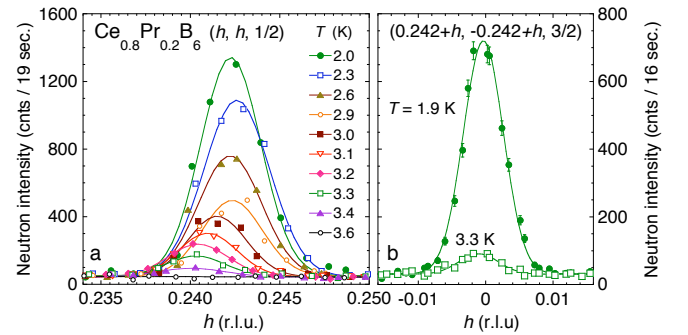 Ce0.8Pr0.2B6 (h, h, 1/2)
T (K)
2.0
2.3
2.6
2.9
3.0
3.1
3.2
3.3
3.4
3.6
a
Neutron intensity (cnts / 19 sec.)
1600
1200
800
400
0
0.235
0.240
0.245
0.250
h (r.l.u.)
(0.242+h, -0.242+h, 3/2)
T = 1.9 K
3.3 K
b
-0.01
0
0.01
h (r.l.u)
800
600
400
200
0
Neutron intensity (cnts / 16 sec.)